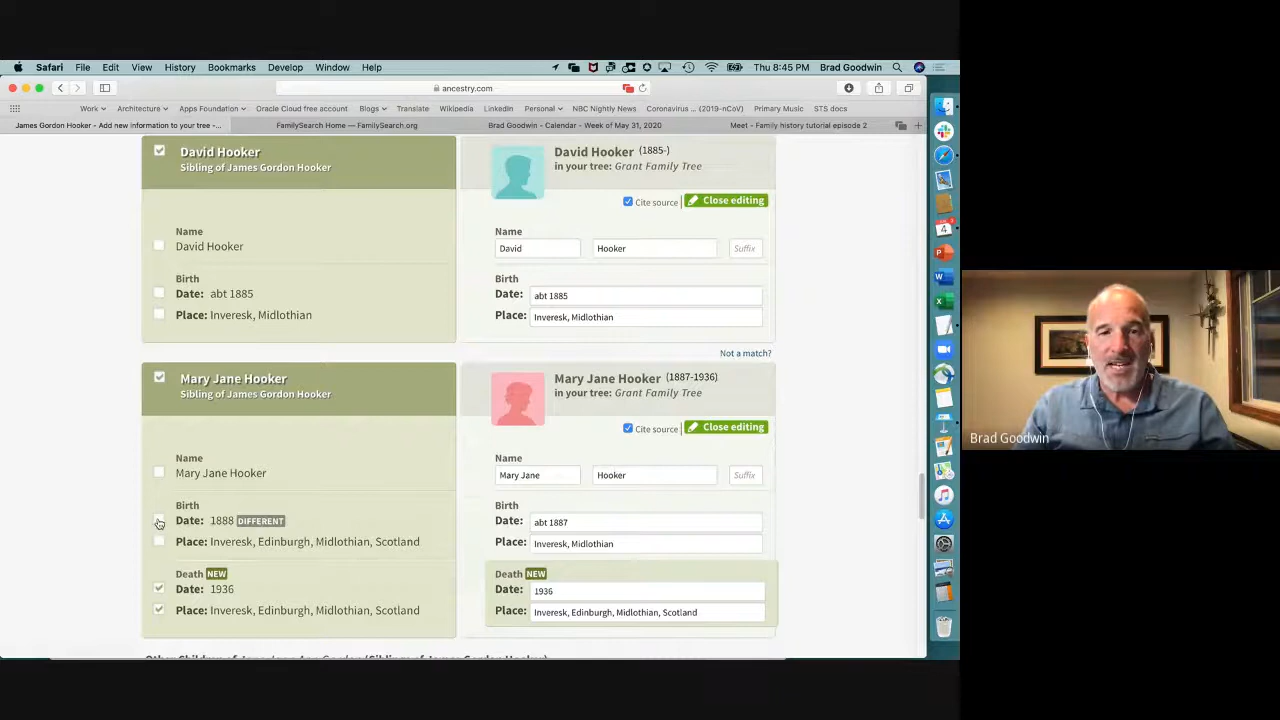 Safari File Edit View History Bookmarks Develop Window Help Thu 8:45 PM Brad Goodwin
ancestry.com
Work Architecture Apps Foundation Oracle Cloud free account Blogs Translate Wikipedia LinkedIn Personal NBC Nightly News Coronavirus ... (2019-nCoV) Primary Music STS docs
James Gordon Hooker - Add new information to your tree -... FamilySearch Home — FamilySearch.org Brad Goodwin - Calendar - Week of May 31, 2020 Meet - Family history tutorial episode 2
David Hooker
Sibling of James Gordon Hooker
David Hooker (1885-)
in your tree: Grant Family Tree
Cite source Close editing
Name
David Hooker
Name
David Hooker Suffix
Birth
Date: abt 1885
Place: Inveresk, Midlothian
Birth
Date: abt 1885
Place: Inveresk, Midlothian
Not a match?
Mary Jane Hooker
Sibling of James Gordon Hooker
Mary Jane Hooker (1887-1936)
in your tree: Grant Family Tree
Cite source Close editing
Name
Mary Jane Hooker
Name
Mary Jane Hooker Suffix
Birth
Date: 1888 DIFFERENT
Place: Inveresk, Edinburgh, Midlothian, Scotland
Birth
Date: abt 1887
Place: Inveresk, Midlothian
Death NEW
Date: 1936
Place: Inveresk, Edinburgh, Midlothian, Scotland
Death NEW
Date: 1936
Place: Inveresk, Edinburgh, Midlothian, Scotland
Brad Goodwin